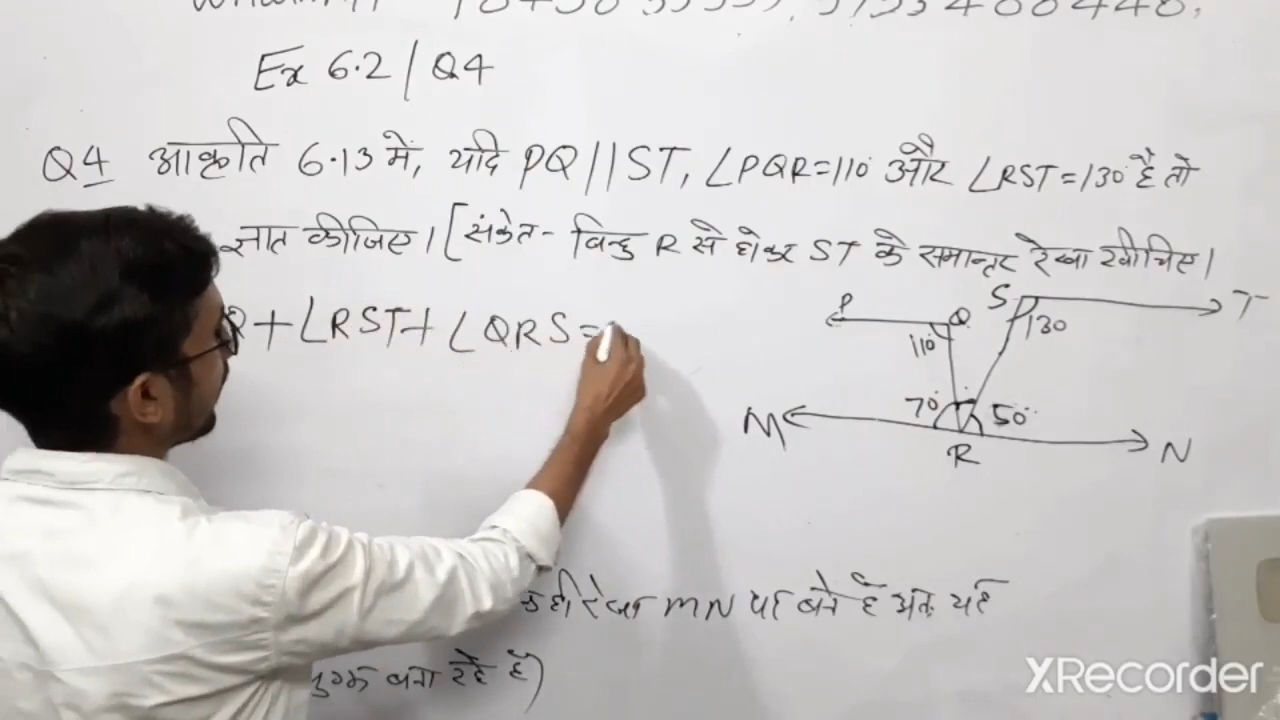 Ex 6.2 / Q4
Q4 आकृति 6.13 में, यदि PQ||ST, ∠PQR=110° और ∠RST=130° है तो
ज्ञात कीजिए। [संकेत- बिन्दु R से होकर ST के समान्तर रेखा खींचिए।
+∠RST+∠QRS=
P Q S T
110° 130
70° 50°
M R N
MN पर बने है अतः यह
युग्म बना रहे हैं)
XRecorder